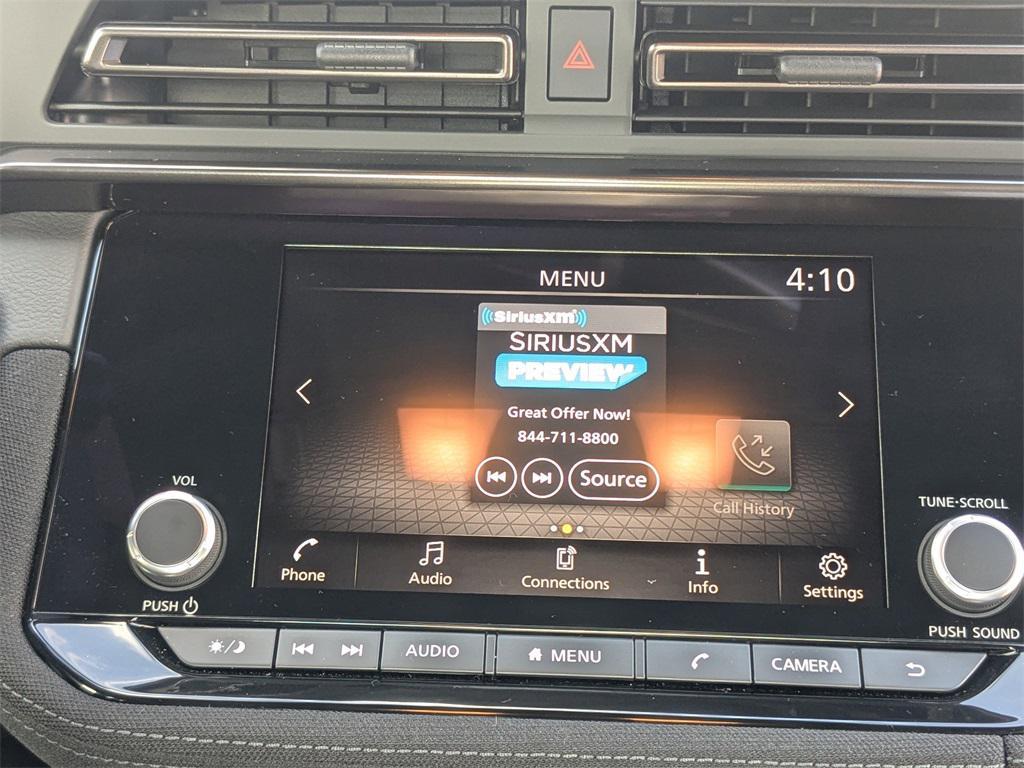 MENU
4:10
SiriusXM
SIRIUSXM
PREVIEW
Great Offer Now!
844-711-8800
Source
Call History
VOL
TUNE·SCROLL
Phone
Audio
Connections
Info
Settings
PUSH
PUSH SOUND
AUDIO
MENU
CAMERA